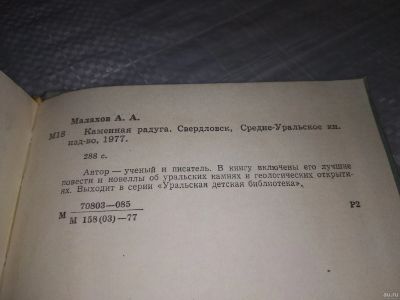 Малахов А. А.
М18 Каменная радуга. Свердловск, Средне-Уральское кн.
изд-во, 1977.
288 с.
Автор — ученый и писатель. В книгу включены его лучшие
повести и новеллы об уральских камнях и геологических открыти-
ях. Выходит в серии «Уральская детская библиотека».
М 70803—085
М 158(03)—77
Р2
au.ru